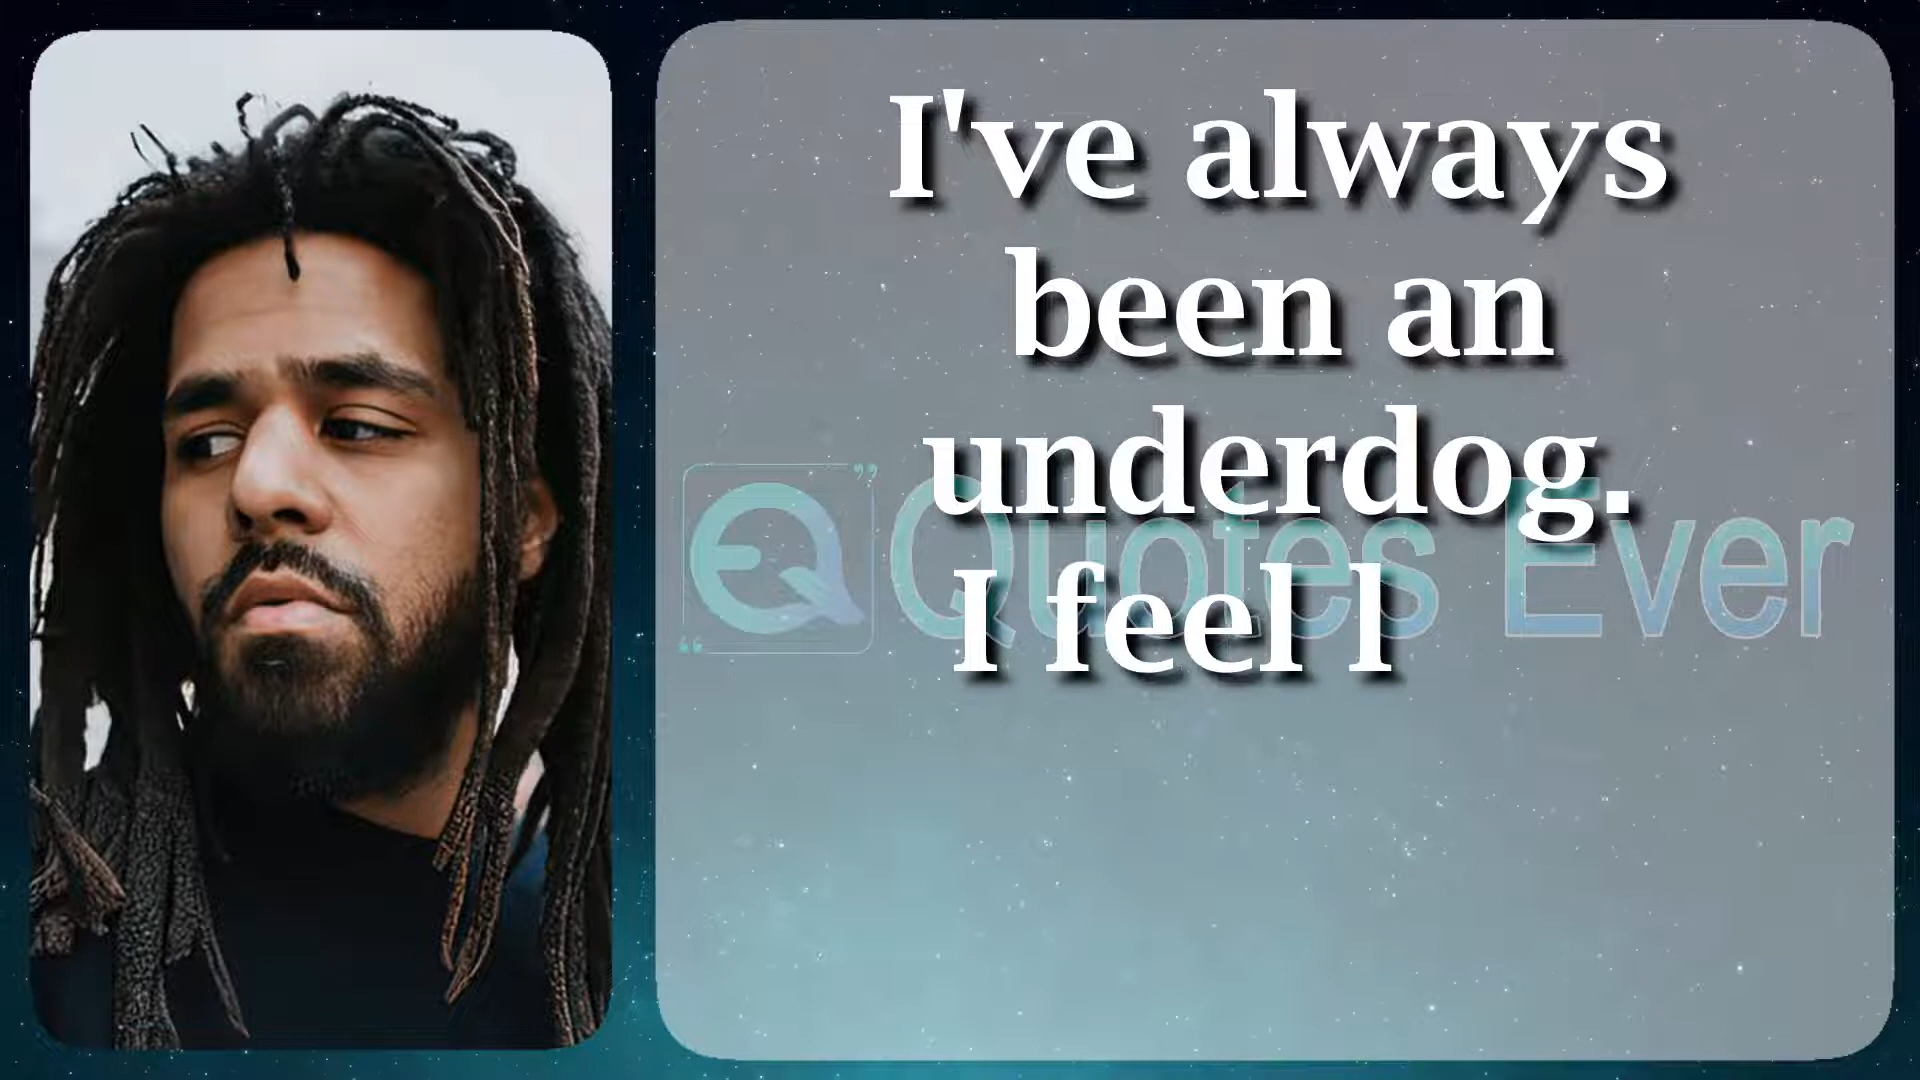 I've always
been an
underdog.
Quotes Ever
I feel l